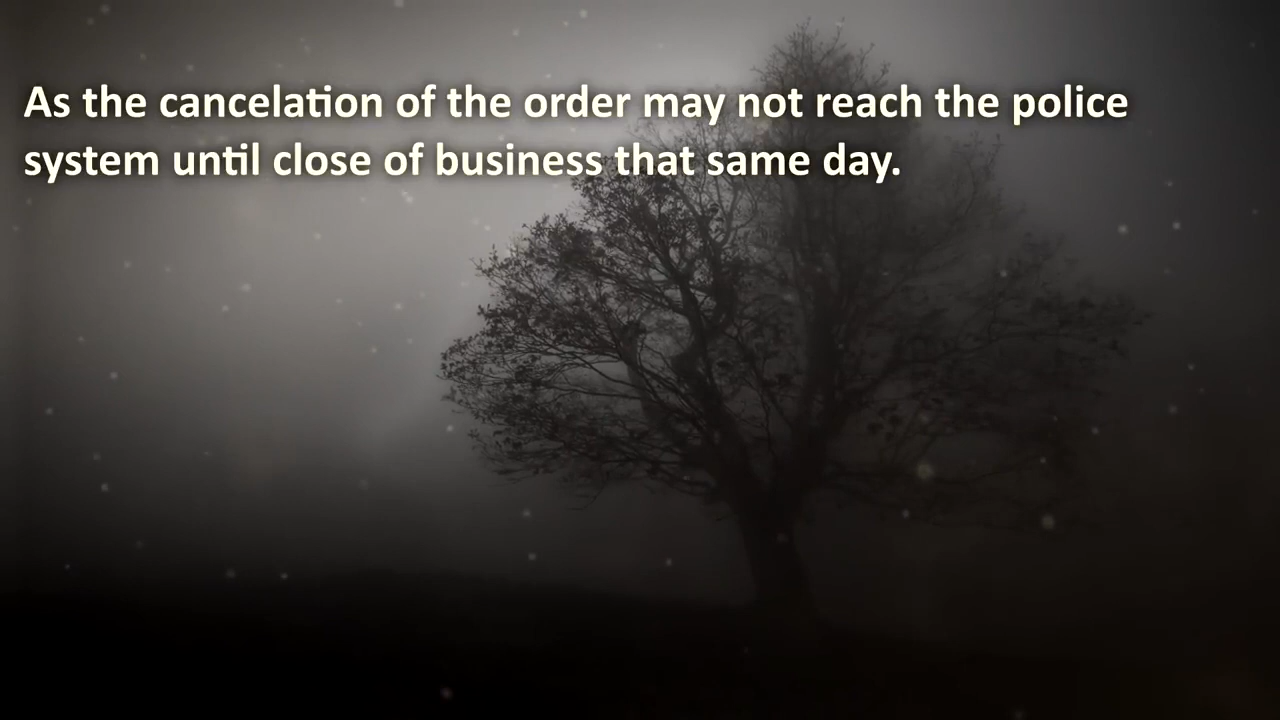 As the cancelation of the order may not reach the police
system until close of business that same day.